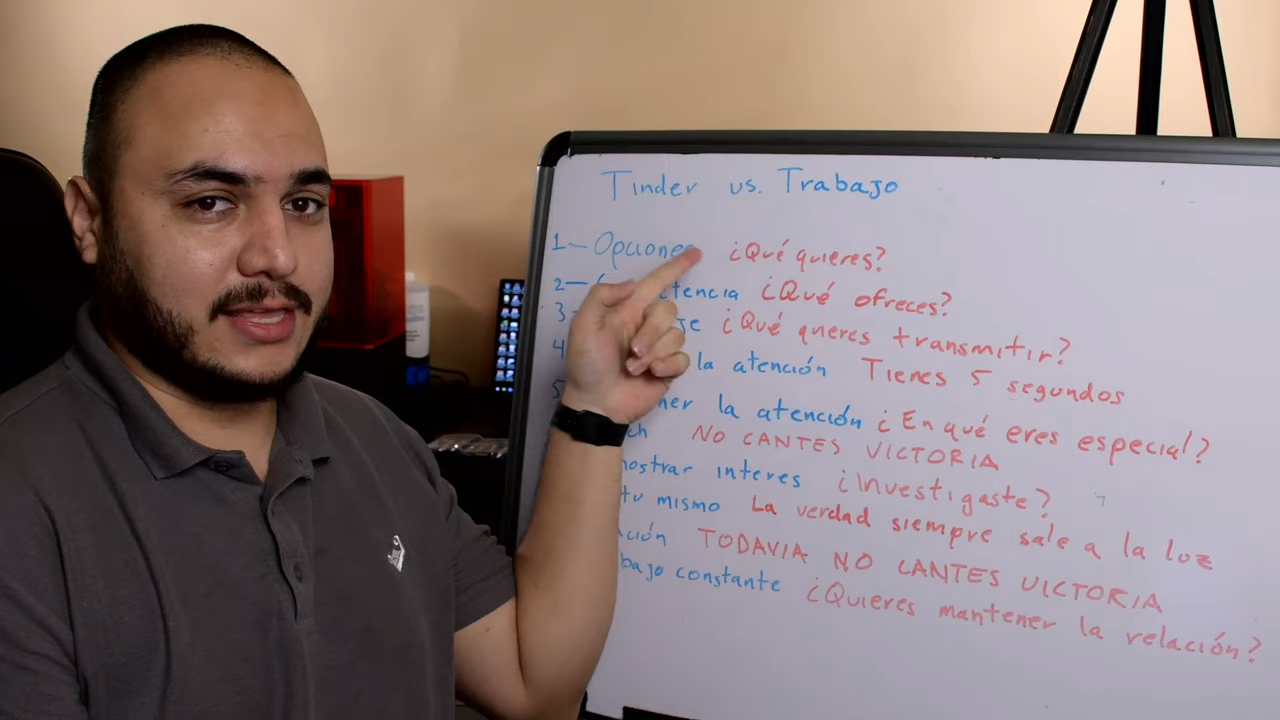 Tinder vs. Trabajo
1- Opciones ¿Qué quieres?
2- tencia ¿Qué ofreces?
3- je ¿Qué quieres transmitir?
4 la atención Tienes 5 segundos
5 ner la atención ¿En qué eres especial?
ch NO CANTES VICTORIA
mostrar interes ¿Investigaste?
tu mismo La verdad siempre sale a la luz
ción TODAVIA NO CANTES VICTORIA
bajo constante ¿Quieres mantener la relación?